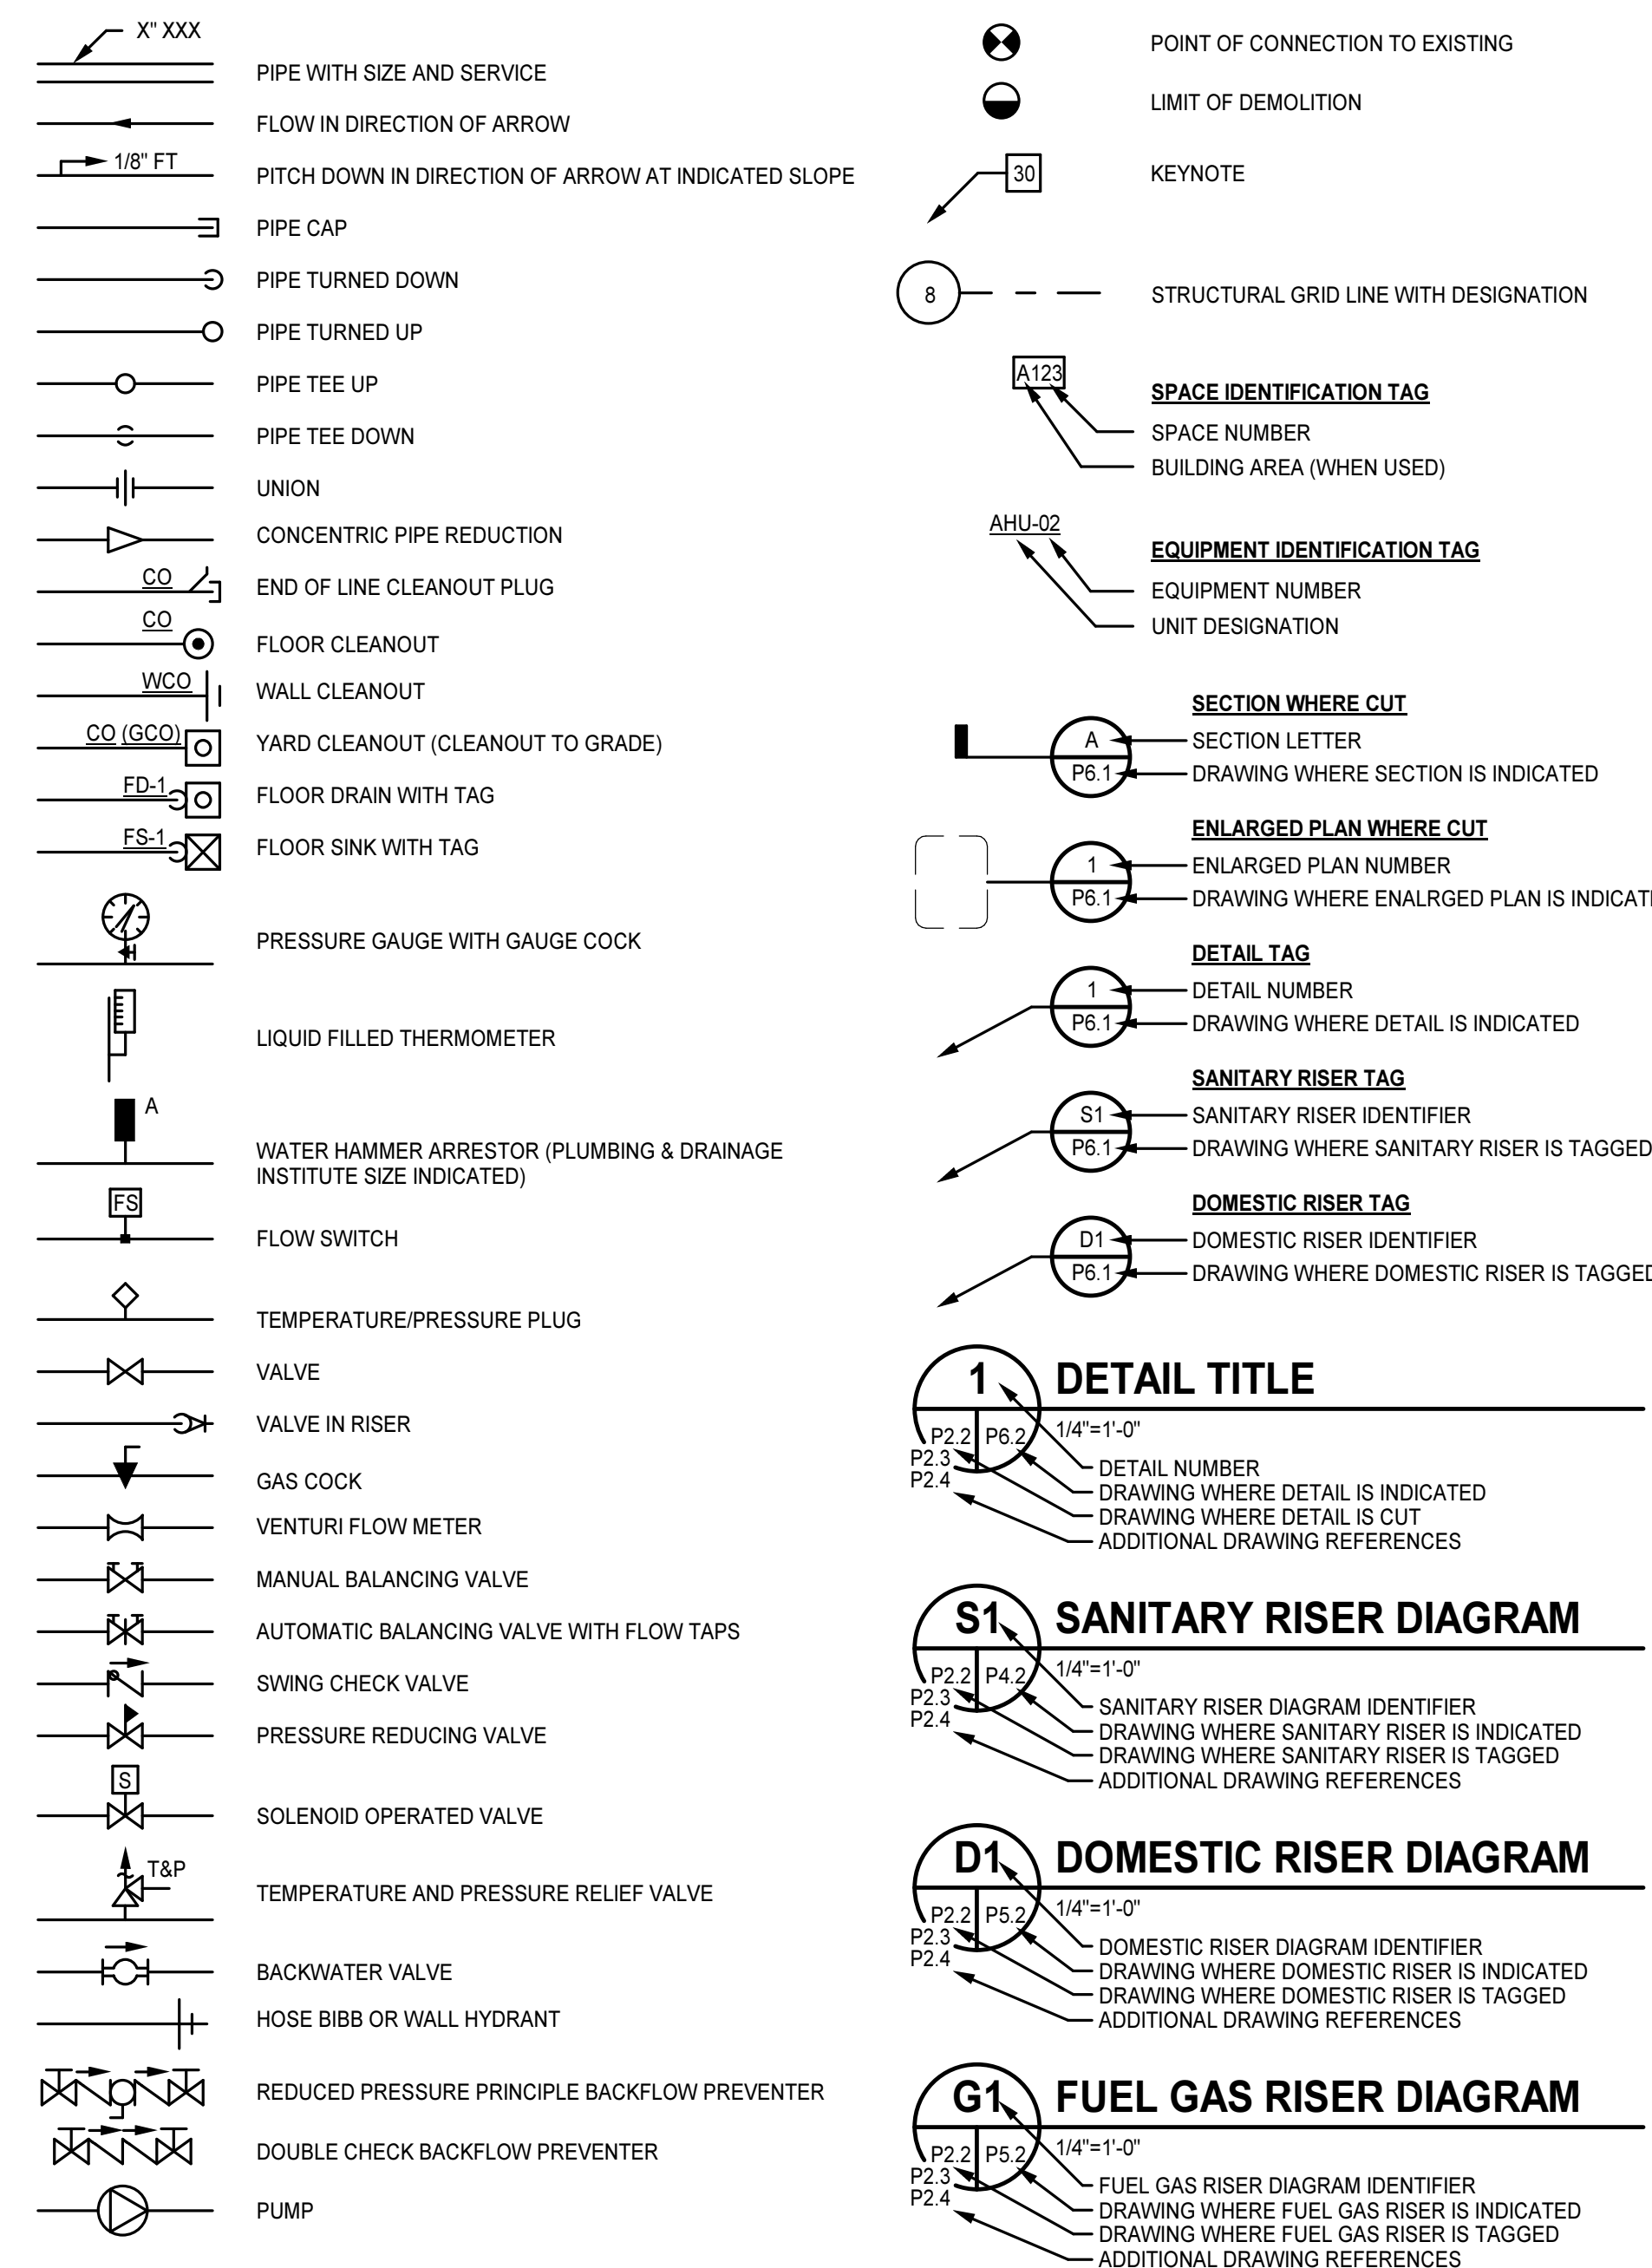 X" XXX
PIPE WITH SIZE AND SERVICE
FLOW IN DIRECTION OF ARROW
1/8" FT
PITCH DOWN IN DIRECTION OF ARROW AT INDICATED SLOPE
PIPE CAP
PIPE TURNED DOWN
PIPE TURNED UP
PIPE TEE UP
PIPE TEE DOWN
UNION
CONCENTRIC PIPE REDUCTION
CO
END OF LINE CLEANOUT PLUG
CO
FLOOR CLEANOUT
WCO
WALL CLEANOUT
CO (GCO)
YARD CLEANOUT (CLEANOUT TO GRADE)
FD-1
FLOOR DRAIN WITH TAG
FS-1
FLOOR SINK WITH TAG
PRESSURE GAUGE WITH GAUGE COCK
LIQUID FILLED THERMOMETER
A
WATER HAMMER ARRESTOR (PLUMBING & DRAINAGE
INSTITUTE SIZE INDICATED)
FS
FLOW SWITCH
TEMPERATURE/PRESSURE PLUG
VALVE
VALVE IN RISER
GAS COCK
VENTURI FLOW METER
MANUAL BALANCING VALVE
AUTOMATIC BALANCING VALVE WITH FLOW TAPS
SWING CHECK VALVE
PRESSURE REDUCING VALVE
S
SOLENOID OPERATED VALVE
T&P
TEMPERATURE AND PRESSURE RELIEF VALVE
BACKWATER VALVE
HOSE BIBB OR WALL HYDRANT
REDUCED PRESSURE PRINCIPLE BACKFLOW PREVENTER
DOUBLE CHECK BACKFLOW PREVENTER
PUMP
POINT OF CONNECTION TO EXISTING
LIMIT OF DEMOLITION
30
KEYNOTE
8
STRUCTURAL GRID LINE WITH DESIGNATION
A123
SPACE IDENTIFICATION TAG
SPACE NUMBER
BUILDING AREA (WHEN USED)
AHU-02
EQUIPMENT IDENTIFICATION TAG
EQUIPMENT NUMBER
UNIT DESIGNATION
SECTION WHERE CUT
A
SECTION LETTER
P6.1
DRAWING WHERE SECTION IS INDICATED
ENLARGED PLAN WHERE CUT
1
ENLARGED PLAN NUMBER
P6.1
DRAWING WHERE ENALRGED PLAN IS
DETAIL TAG
1
DETAIL NUMBER
P6.1
DRAWING WHERE DETAIL IS INDICATED
SANITARY RISER TAG
S1
SANITARY RISER IDENTIFIER
P6.1
DRAWING WHERE SANITARY RISER IS TAGGED
DOMESTIC RISER TAG
D1
DOMESTIC RISER IDENTIFIER
P6.1
DRAWING WHERE DOMESTIC RISER IS TAGGED
1
DETAIL TITLE
P2.2
P6.2
1/4"=1'-0"
P2.3
P2.4
DETAIL NUMBER
DRAWING WHERE DETAIL IS INDICATED
DRAWING WHERE DETAIL IS CUT
ADDITIONAL DRAWING REFERENCES
S1
SANITARY RISER DIAGRAM
P2.2
P4.2
1/4"=1'-0"
P2.3
P2.4
SANITARY RISER DIAGRAM IDENTIFIER
DRAWING WHERE SANITARY RISER IS INDICATED
DRAWING WHERE SANITARY RISER IS TAGGED
ADDITIONAL DRAWING REFERENCES
D1
DOMESTIC RISER DIAGRAM
P2.2
P5.2
1/4"=1'-0"
P2.3
P2.4
DOMESTIC RISER DIAGRAM IDENTIFIER
DRAWING WHERE DOMESTIC RISER IS INDICATED
DRAWING WHERE DOMESTIC RISER IS TAGGED
ADDITIONAL DRAWING REFERENCES
G1
FUEL GAS RISER DIAGRAM
P2.2
P5.2
1/4"=1'-0"
P2.3
P2.4
FUEL GAS RISER DIAGRAM IDENTIFIER
DRAWING WHERE FUEL GAS RISER IS INDICATED
DRAWING WHERE FUEL GAS RISER IS TAGGED
ADDITIONAL DRAWING REFERENCES